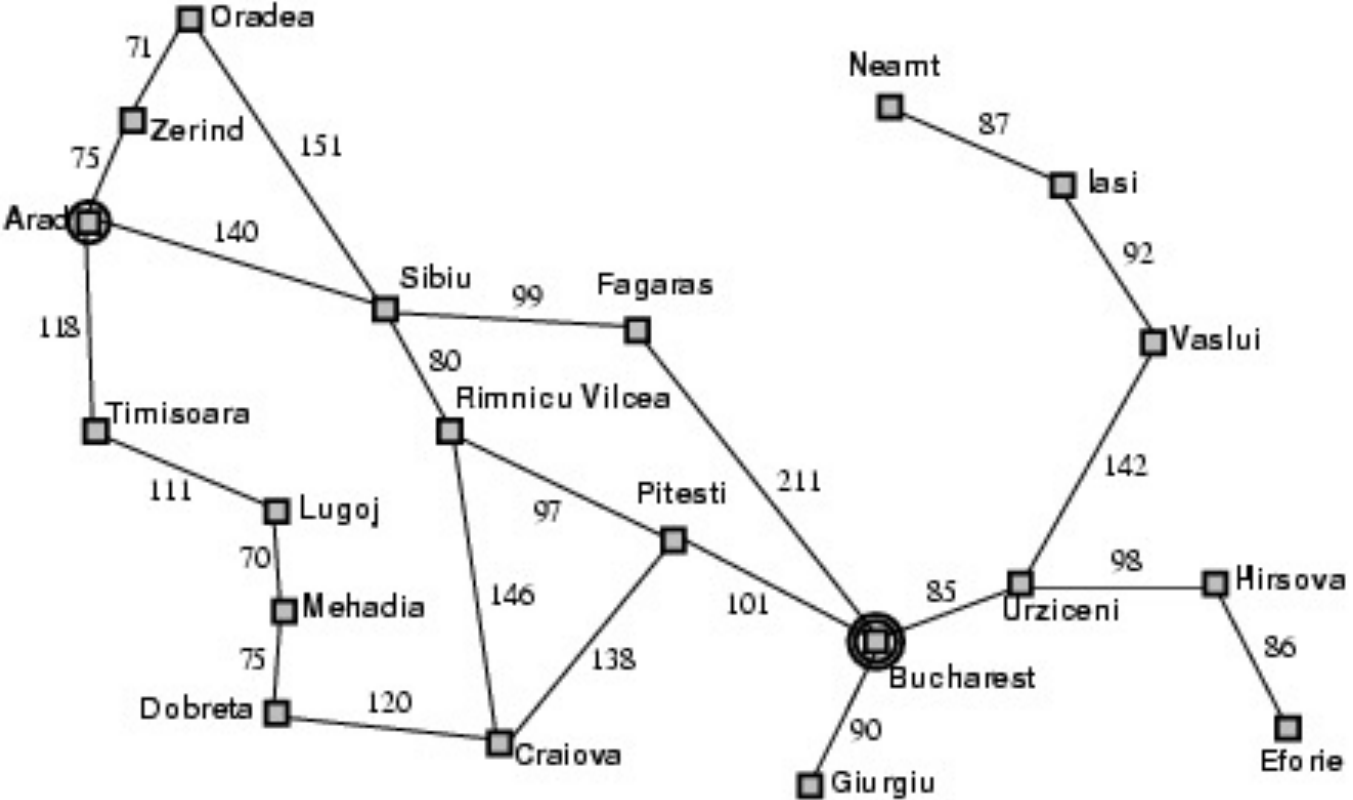 Oradea
71
Neamt
87
Zerind
151
75
Iasi
Arad
140
92
Sibiu
Fagaras
99
118
80
Vaslui
Rimnicu Vilcea
Timisoara
142
211
111
Pitesti
Lugoj
97
70
98
Hirsova
146
101
85
Urziceni
Mehadia
86
75
138
Bucharest
Dobreta
120
90
Craiova
Eforie
Giurgiu